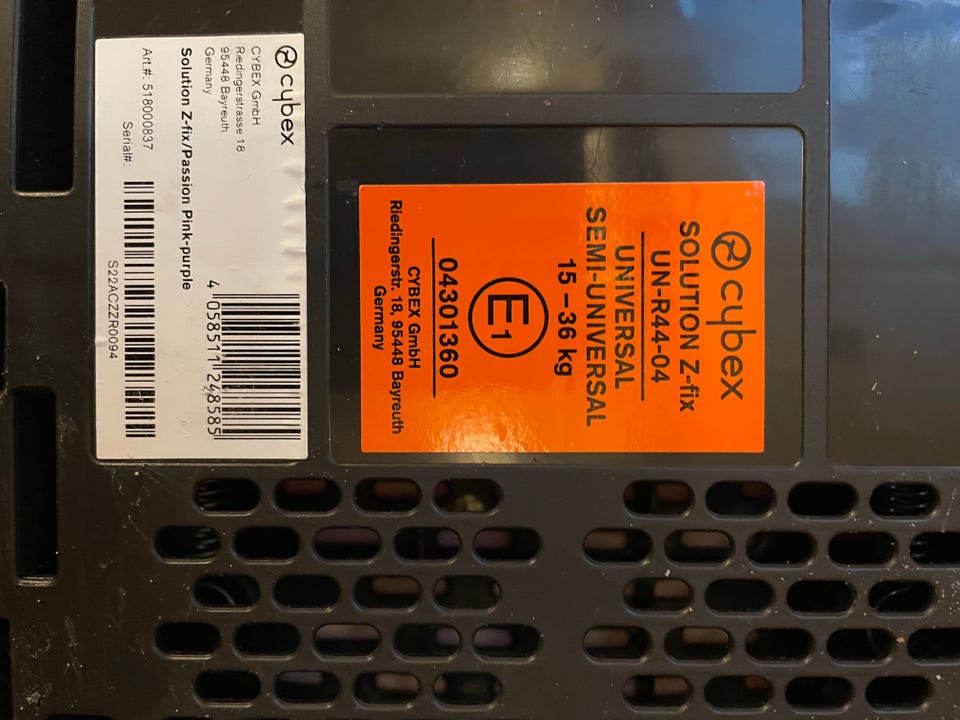 cybex
CYBEX GmbH
Riedingerstrasse 18
95448 Bayreuth
Germany
Solution Z-fix/Passion Pink-purple
4 058511 248585
Art.#: 518000837
Serial#:
S22ACZZR0094
cybex
SOLUTION Z-fix
UN-R44-04
UNIVERSAL
SEMI-UNIVERSAL
15 – 36 kg
E1
04301360
CYBEX GmbH
Riedingerstr. 18, 95448 Bayreuth
Germany